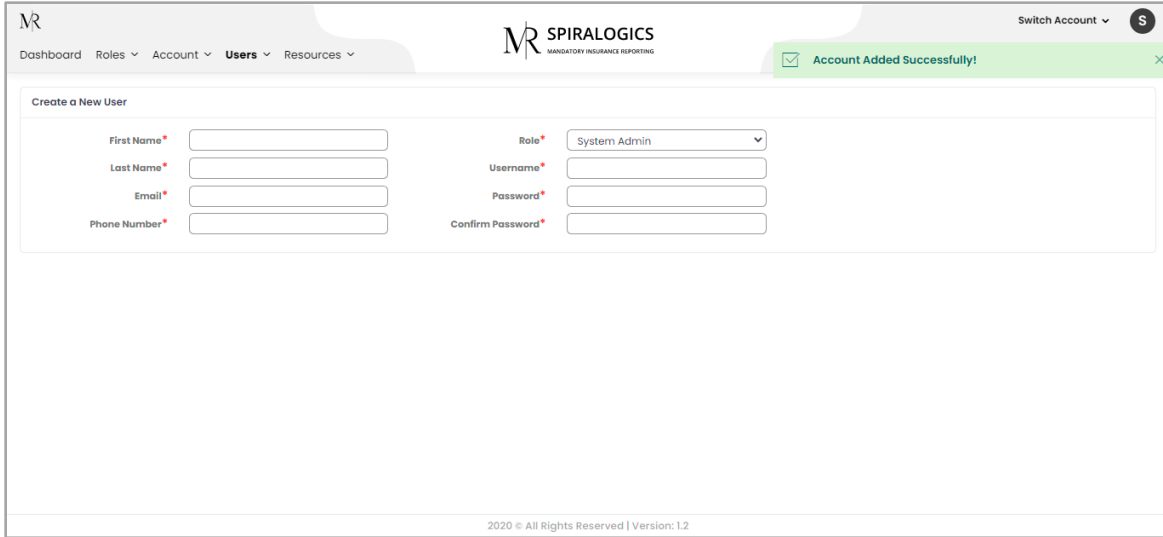 MR
Switch Account
S
SPIRALOGICS
MANDATORY INSURANCE REPORTING
Dashboard Roles Account Users Resources
Account Added Successfully!
Create a New User
First Name*
Role* System Admin
Last Name*
Username*
Email*
Password*
Phone Number*
Confirm Password*
2020 © All Rights Reserved | Version: 1.2